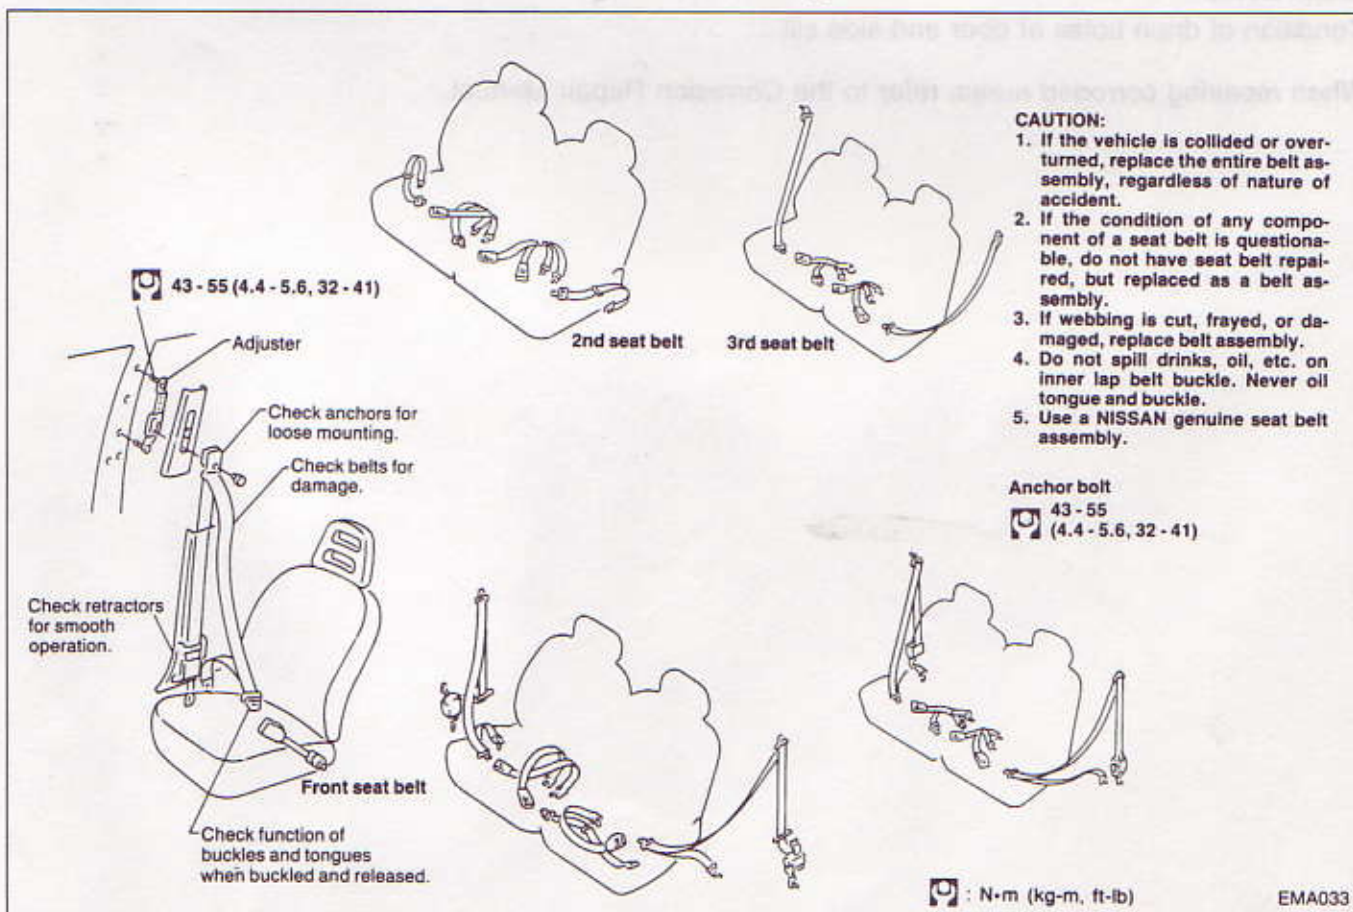 CAUTION:
1. If the vehicle is collided or over-
turned, replace the entire belt as-
sembly, regardless of nature of
accident.
2. If the condition of any compo-
nent of a seat belt is questiona-
ble, do not have seat belt repai-
red, but replaced as a belt as-
sembly.
3. If webbing is cut, frayed, or da-
maged, replace belt assembly.
4. Do not spill drinks, oil, etc. on
inner lap belt buckle. Never oil
tongue and buckle.
5. Use a NISSAN genuine seat belt
assembly.
43 - 55 (4.4 - 5.6, 32 - 41)
2nd seat belt
3rd seat belt
Adjuster
Check anchors for
loose mounting.
Check belts for
damage.
Anchor bolt
43 - 55
(4.4 - 5.6, 32 - 41)
Check retractors
for smooth
operation.
Front seat belt
Check function of
buckles and tongues
when buckled and released.
: N•m (kg-m, ft-lb)
EMA033